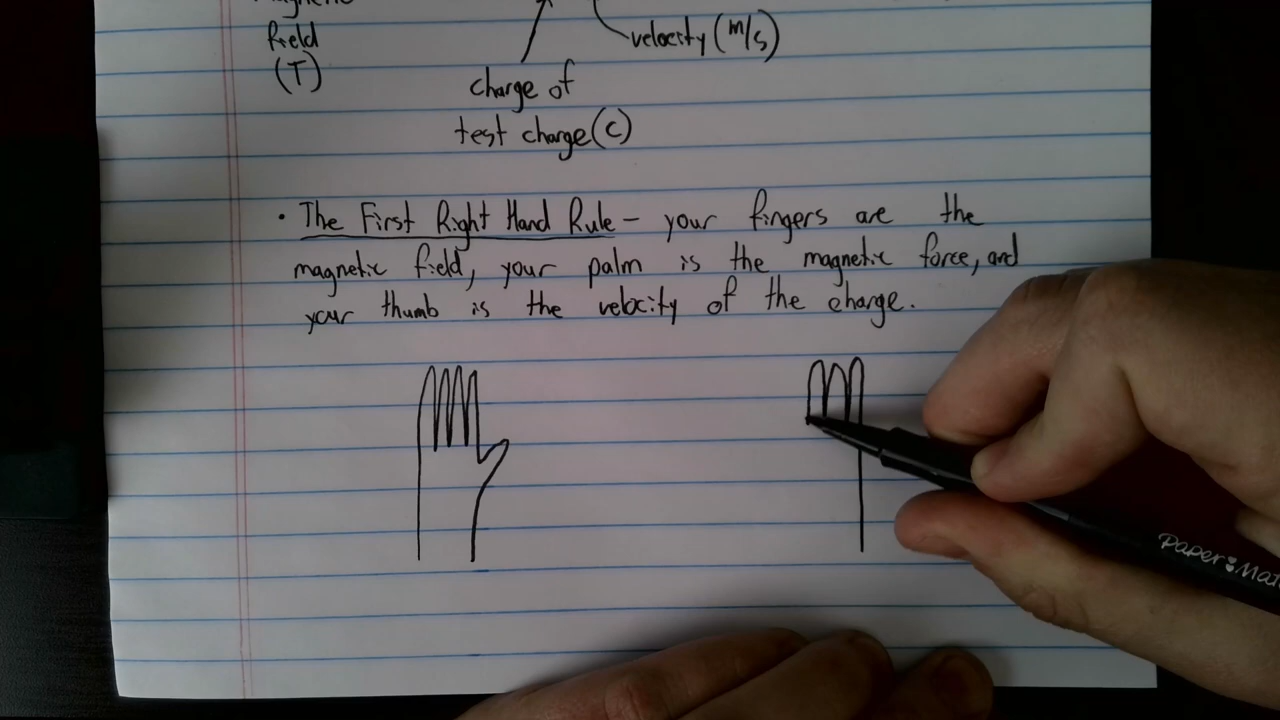 field
(T)
velocity (m/s)
charge of
test charge (C)
• The First Right Hand Rule – your fingers are the
magnetic field, your palm is the magnetic force, and
your thumb is the velocity of the charge.
PAPER